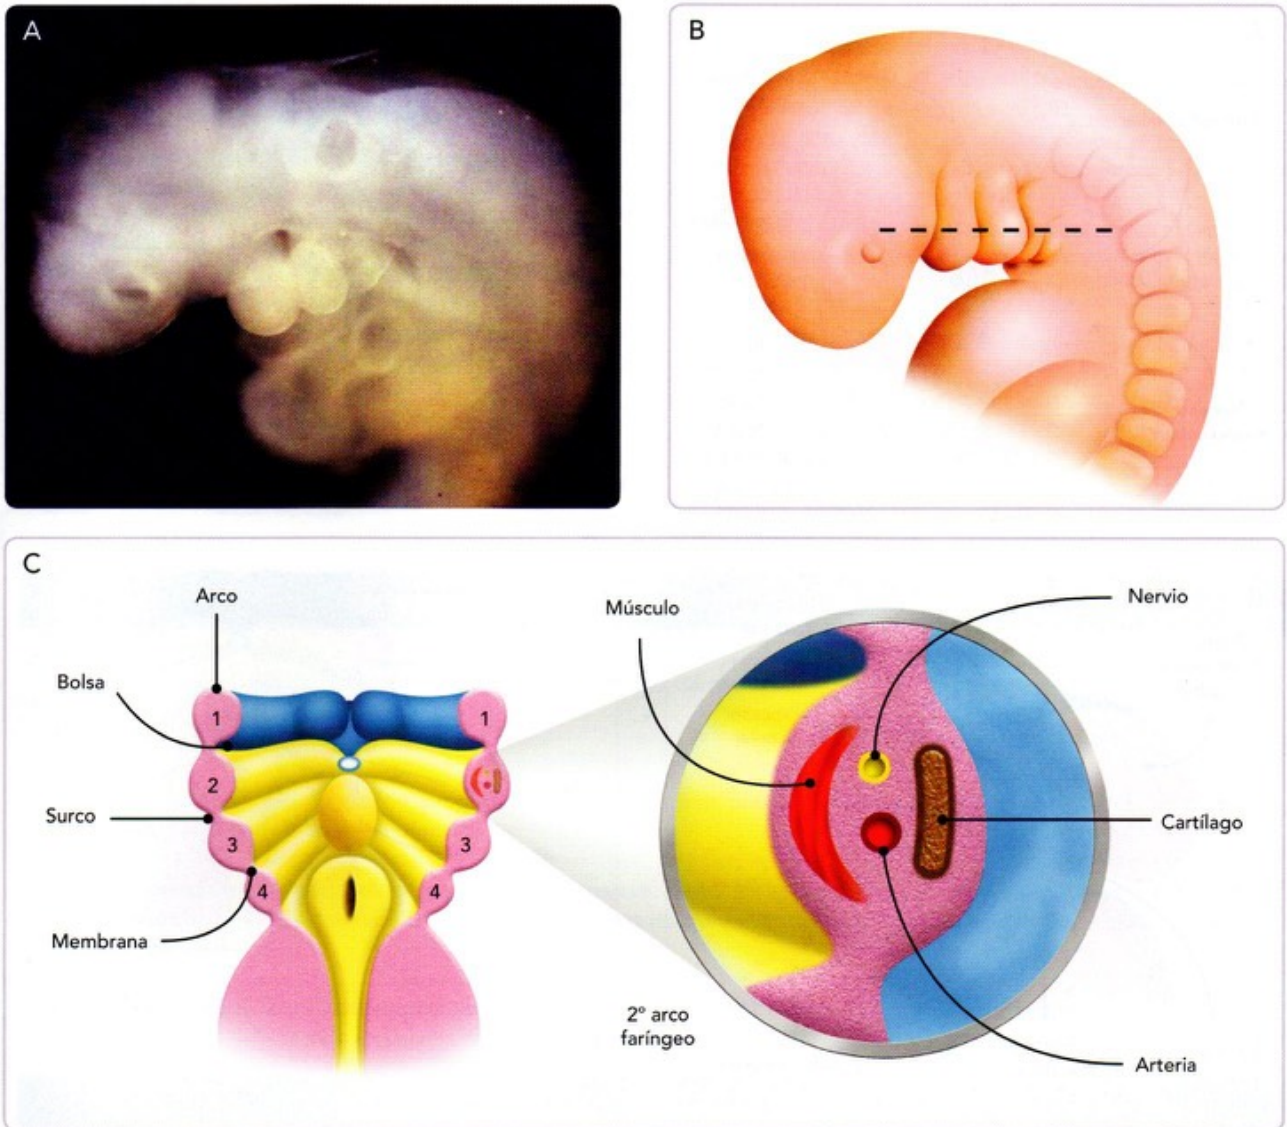 A
B
C
Arco
Músculo
Nervio
Bolsa
1
1
2
Surco
3
3
Cartílago
4
4
Membrana
2º arco
faríngeo
Arteria